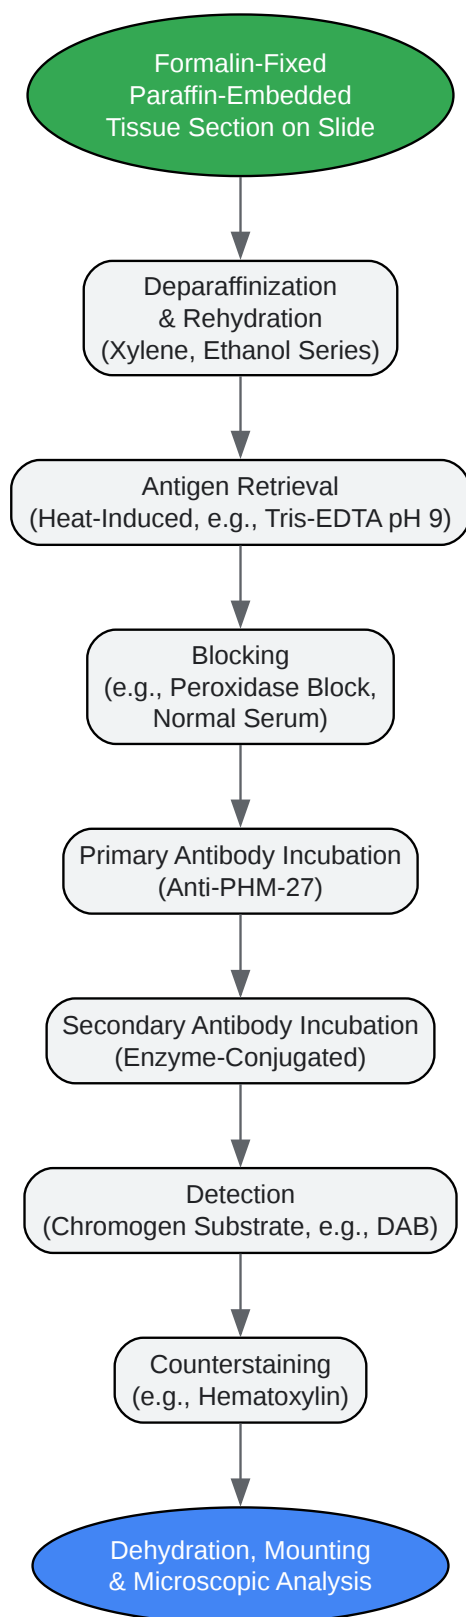 Formalin-Fixed
Paraffin-Embedded
Tissue Section on Slide
Deparaffinization
& Rehydration
(Xylene, Ethanol Series)
Antigen Retrieval
(Heat-Induced, e.g., Tris-EDTA pH 9)
Blocking
(e.g., Peroxidase Block,
Normal Serum)
Primary Antibody Incubation
(Anti-PHM-27)
Secondary Antibody Incubation
(Enzyme-Conjugated)
Detection
(Chromogen Substrate, e.g., DAB)
Counterstaining
(e.g., Hematoxylin)
Dehydration, Mounting
& Microscopic Analysis